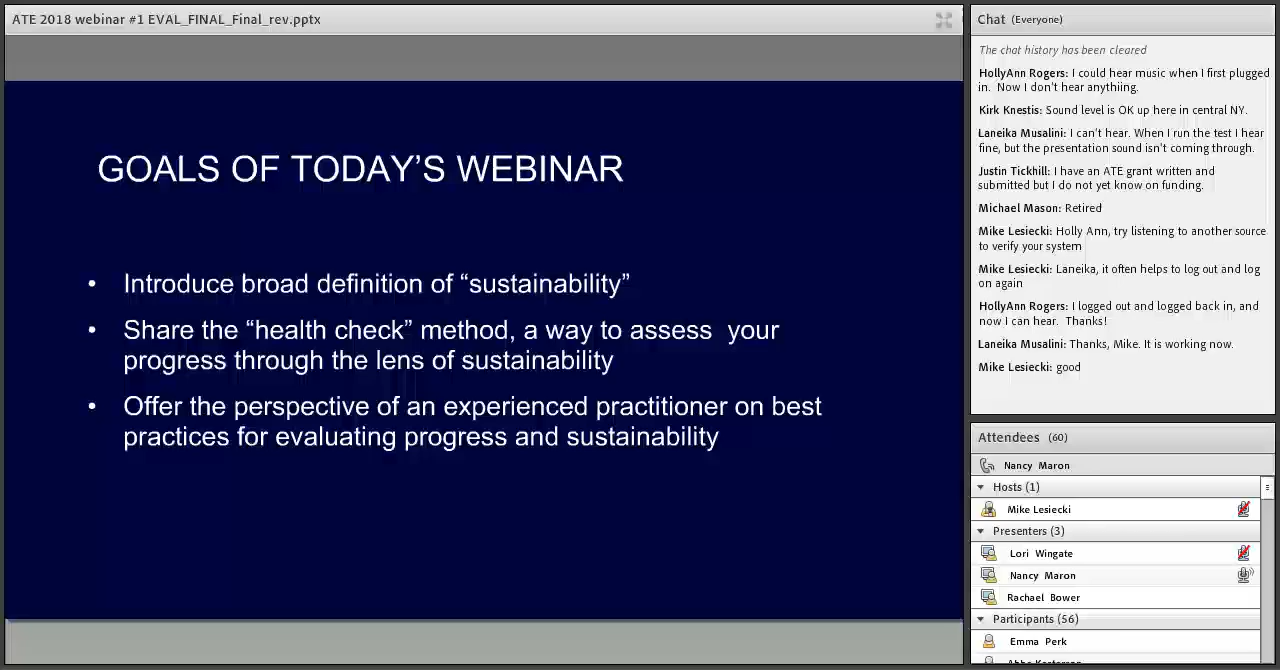 ATE 2018 webinar #1 EVAL_FINAL_Final_rev.pptx
GOALS OF TODAY’S WEBINAR
• Introduce broad definition of “sustainability”
• Share the “health check” method, a way to assess  your
progress through the lens of sustainability
• Offer the perspective of an experienced practitioner on best
practices for evaluating progress and sustainability
Chat (Everyone)
The chat history has been cleared
HollyAnn Rogers: I could hear music when I first plugged
in.  Now I don't hear anythiing.
Kirk Knestis: Sound level is OK up here in central NY.
Laneika Musalini: I can't hear. When I run the test I hear
fine, but the presentation sound isn't coming through.
Justin Tickhill: I have an ATE grant written and
submitted but I do not yet know on funding.
Michael Mason: Retired
Mike Lesiecki: Holly Ann, try listening to another source
to verify your system
Mike Lesiecki: Laneika, it often helps to log out and log
on again
HollyAnn Rogers: I logged out and logged back in, and
now I can hear.  Thanks!
Laneika Musalini: Thanks, Mike. It is working now.
Mike Lesiecki: good
Attendees (60)
Nancy Maron
Hosts (1)
Mike Lesiecki
Presenters (3)
Lori Wingate
Nancy Maron
Rachael Bower
Participants (56)
Emma Perk